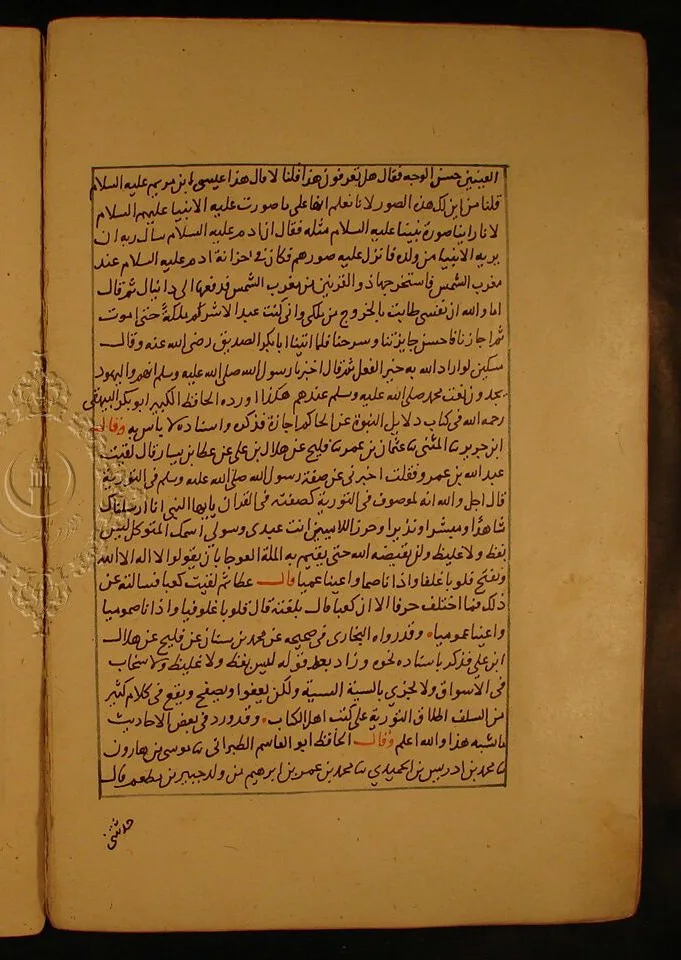 العينين حسن الوجه فقال هل تعرفون هذا قلنا لا قال هذا عيسى ابن مريم عليه السلام
قلنا من اين لك هذه الصور لانا نعلم انها على ما صورت عليه الانبيا عليهم السلام
لانا راينا صورة نبينا عليه السلام مثله فقال ان ادم عليه السلام سال ربه ان
يريه الانبيا من ولده فانزل عليه صورهم فكان في خزانة ادم عليه السلام عند
مغرب الشمس فاستخرجها ذو القرنين من مغرب الشمس فدفعها الى دانيال ثم قال
اما والله ان نفسي طابت بالخروج من ملكي واني كنت عبدا لاشركم ملكة حتى اموت
ثم اجازنا فاحسن جايزتنا وسرحنا فلما اتينا ابا بكر الصديق رضى الله عنه وقال
مسكين لو اراد الله به خير الفعل ثم قال اخبرنا رسول الله صلى الله عليه وسلم انهم واليهود
يجدون نعت محمد صلى الله عليه وسلم عندهم هكذا اورده الحافظ الكبير ابو بكر البيهقي
رحمه الله في كتاب دلايل النبوة عن الحاكم اجازة فذكره واسناده لا باس به وقال
ابن جرير ثنا المثنى ثنا عثمان بن عمر ثنا فليح عن هلال بن علي عن عطا بن يسار قال لقيت
عبد الله بن عمرو فقلت اخبرني عن صفة رسول الله صلى الله عليه وسلم في التورية
قال اجل والله انه لموصوف في التورية كصفته في القران يايها النبي انا ارسلناك
شاهدا ومبشرا ونذيرا وحرزا للاميين انت عبدي ورسولي اسمك المتوكل ليس
بفظ ولا غليظ ولن يقبضه الله حتى يقيم به الملة العوجا بان يقولوا لا اله الا الله
ويفتح قلوبا غلفا واذانا صما واعينا عميا قال عطا ثم لقيت كعبا فسالته عن
ذلك فما اختلف حرفا الا ان كعبا قال بلغته قال قلوبا غلوفيا واذانا صموميا
واعينا عموميا وقد رواه البخارى في صحيحه عن محمد بن سنان عن فليح عن هلال
ابن علي فذكر باسناده نحوه وزاد بعد قوله ليس بفظ ولا غليظ ولا سخاب
في الاسواق ولا يجزي بالسية السية ولكن يعفوا ويصفح ويقع في كلام كثير
من السلف اطلاق التورية على كتب اهل الكتاب وقد ورد في بعض الاحاديث
ما يشبه هذا والله اعلم وقال الحافظ ابو القاسم الطبراني ثنا موسى بن هارون
ثنا محمد بن ادريس بن الحميدي ثنا محمد بن عمر بن ابرهيم من ولد جبير بن مطعم قال
حدثتني